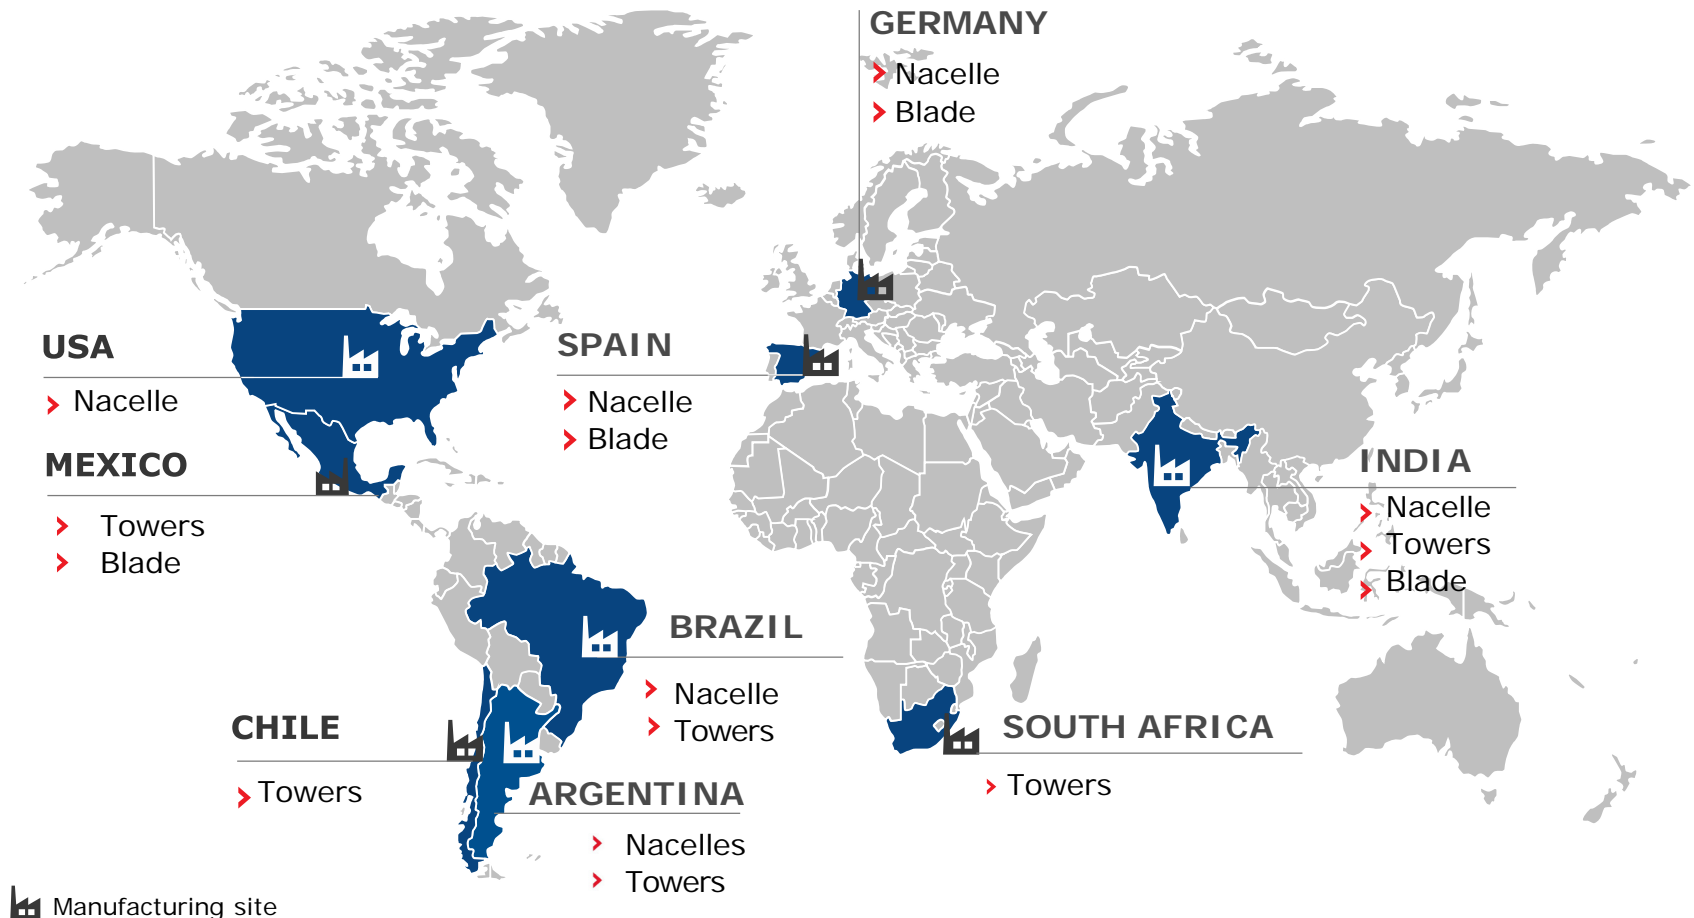 GERMANY
Nacelle
Blade
USA
Nacelle
SPAIN
Nacelle
Blade
MEXICO
Towers
Blade
INDIA
Nacelle
Towers
Blade
BRAZIL
Nacelle
Towers
CHILE
Towers
SOUTH AFRICA
Towers
ARGENTINA
Nacelles
Towers
Manufacturing site